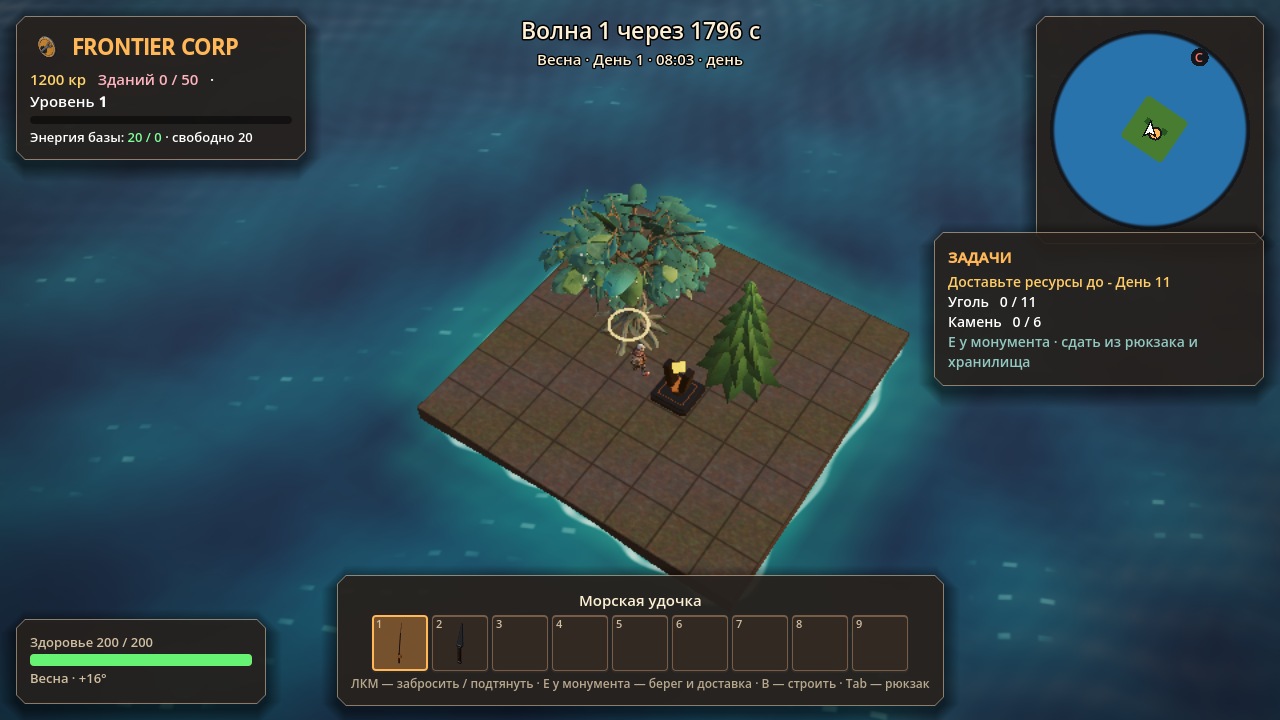 FRONTIER CORP
1200 кр Зданий 0 / 50 ·
Уровень 1
Энергия базы: 20 / 0 · свободно 20
Волна 1 через 1796 с
Весна · День 1 · 08:03 · день
С
ЗАДАЧИ
Доставьте ресурсы до - День 11
Уголь 0 / 11
Камень 0 / 6
E у монумента · сдать из рюкзака и
хранилища
Здоровье 200 / 200
Весна · +16°
Морская удочка
1 2 3 4 5 6 7 8 9
ЛКМ — забросить / подтянуть · E у монумента — берег и доставка · B — строить · Tab — рюкзак